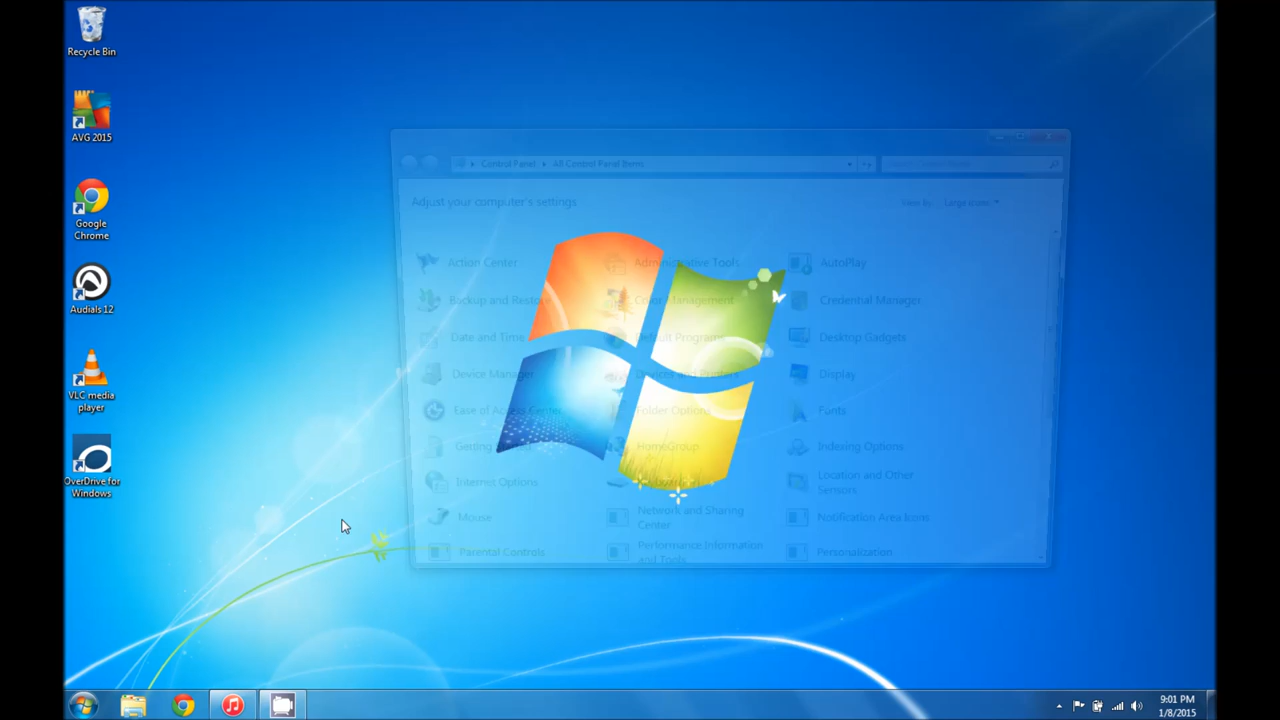 Recycle Bin
AVG 2015
Google
Chrome
Audials 12
VLC media
player
OverDrive for
Windows
Control Panel
All Control Panel Items
Adjust your computer's settings
View by: Large icons
Action Center
Administrative Tools
AutoPlay
Backup and Restore
Color Management
Credential Manager
Date and Time
Default Programs
Desktop Gadgets
Device Manager
Devices and Printers
Display
Ease of Access Center
Folder Options
Fonts
Getting
HomeGroup
Indexing Options
Internet Options
Location and Other
Sensors
Mouse
Network and Sharing
Center
Notification Area Icons
Parental Controls
Performance Information
and Tools
Personalization
9:01 PM
1/8/2015